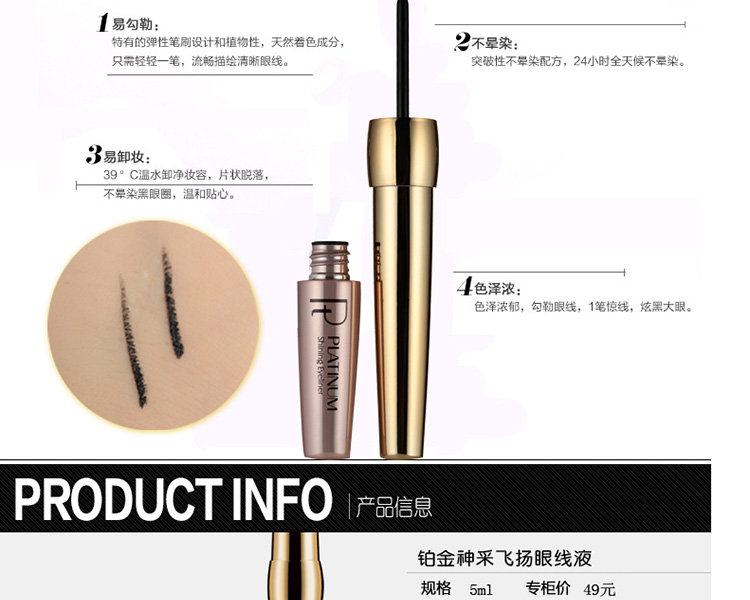 1易勾勒：
特有的弹性笔刷设计和植物性，天然着色成分，
只需轻轻一笔，流畅描绘清晰眼线。
2不晕染：
突破性不晕染配方，24小时全天候不晕染。
3易卸妆：
39°C温水卸净妆容，片状脱落，
不晕染黑眼圈，温和贴心。
4色泽浓：
色泽浓郁，勾勒眼线，1笔惊线，炫黑大眼。
Pt PLATINUM
Shining Eyeliner
PRODUCT INFO
产品信息
铂金神采飞扬眼线液
规格 5ml 专柜价 49元